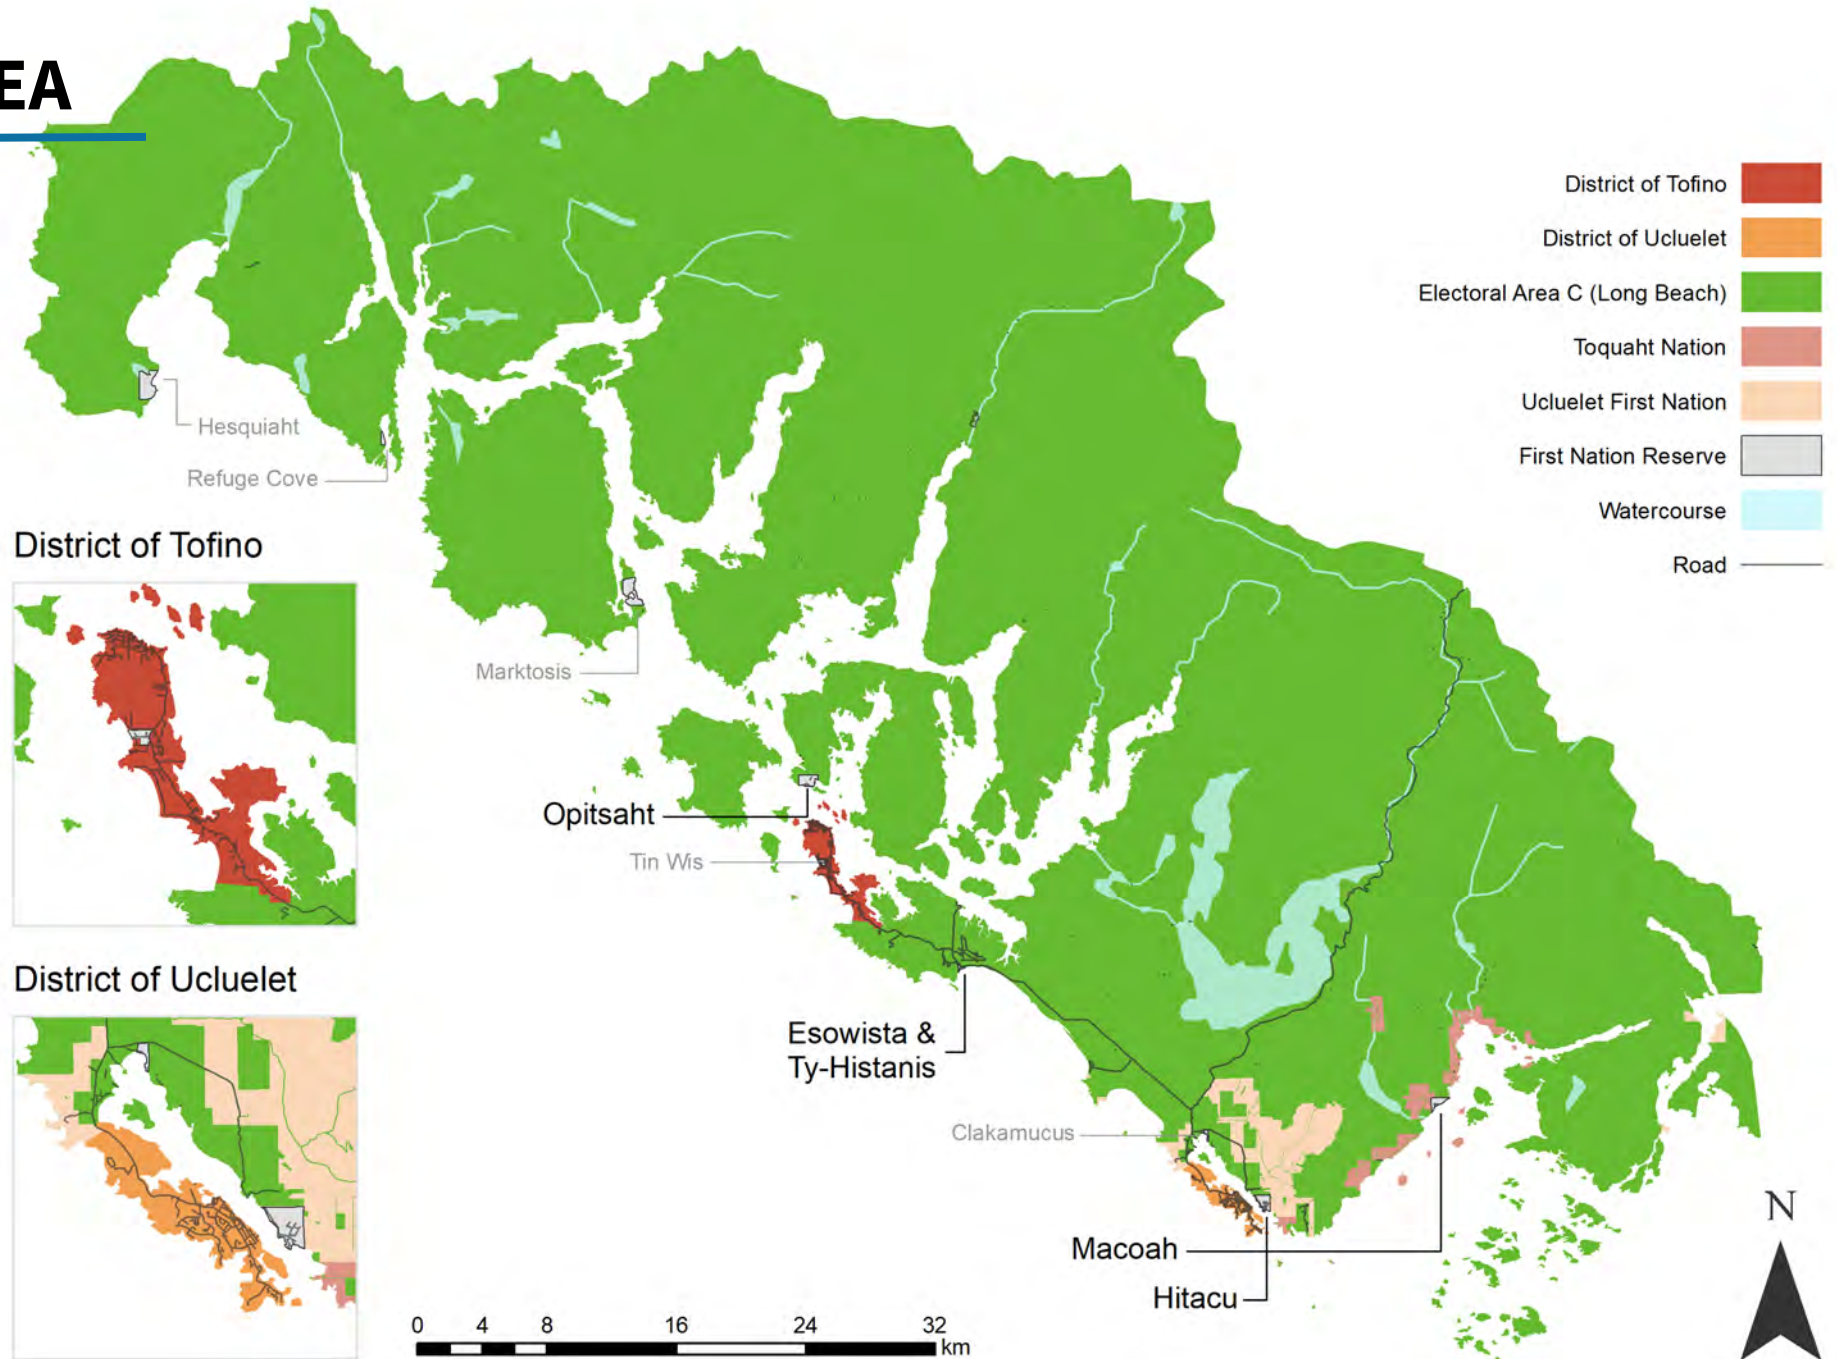 EA
District of Tofino
District of Ucluelet
Electoral Area C (Long Beach)
Toquaht Nation
Ucluelet First Nation
First Nation Reserve
Watercourse
Road
Hesquiaht
Refuge Cove
District of Tofino
Marktosis
Opitsaht
Tin Wis
District of Ucluelet
Esowista &
Ty-Histanis
Clakamucus
N
Macoah
Hitacu
0 4 8 16 24 32
km